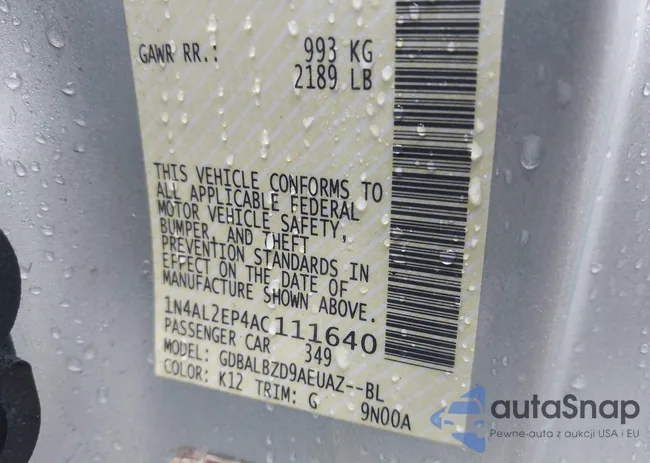 GAWR RR.: 993 KG
2189 LB
THIS VEHICLE CONFORMS TO
ALL APPLICABLE FEDERAL
MOTOR VEHICLE SAFETY,
BUMPER, AND THEFT
PREVENTION STANDARDS IN
EFFECT ON THE DATE OF
MANUFACTURE SHOWN ABOVE.
1N4AL2EP4AC111640
PASSENGER CAR 349
MODEL: GDBALBZD9AEUAZ--BL
COLOR: K12 TRIM: G 9N00A
autaSnap
Pewne-auta z aukcji USA i EU